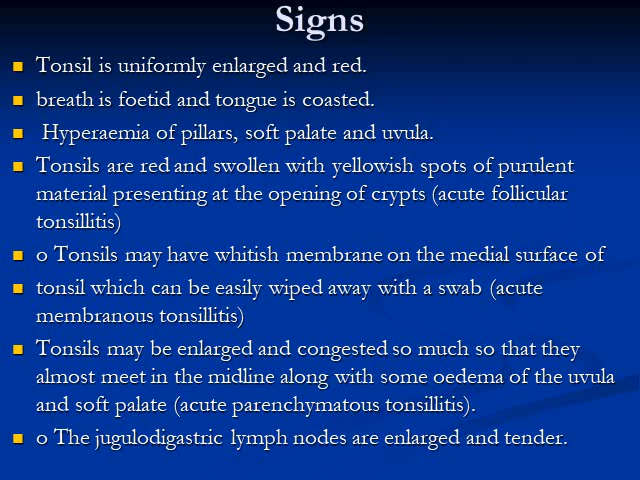 Signs
Tonsil is uniformly enlarged and red.
breath is foetid and tongue is coasted.
Hyperaemia of pillars, soft palate and uvula.
Tonsils are red and swollen with yellowish spots of purulent
material presenting at the opening of crypts (acute follicular
tonsillitis)
o Tonsils may have whitish membrane on the medial surface of
tonsil which can be easily wiped away with a swab (acute
membranous tonsillitis)
Tonsils may be enlarged and congested so much so that they
almost meet in the midline along with some oedema of the uvula
and soft palate (acute parenchymatous tonsillitis).
o The jugulodigastric lymph nodes are enlarged and tender.